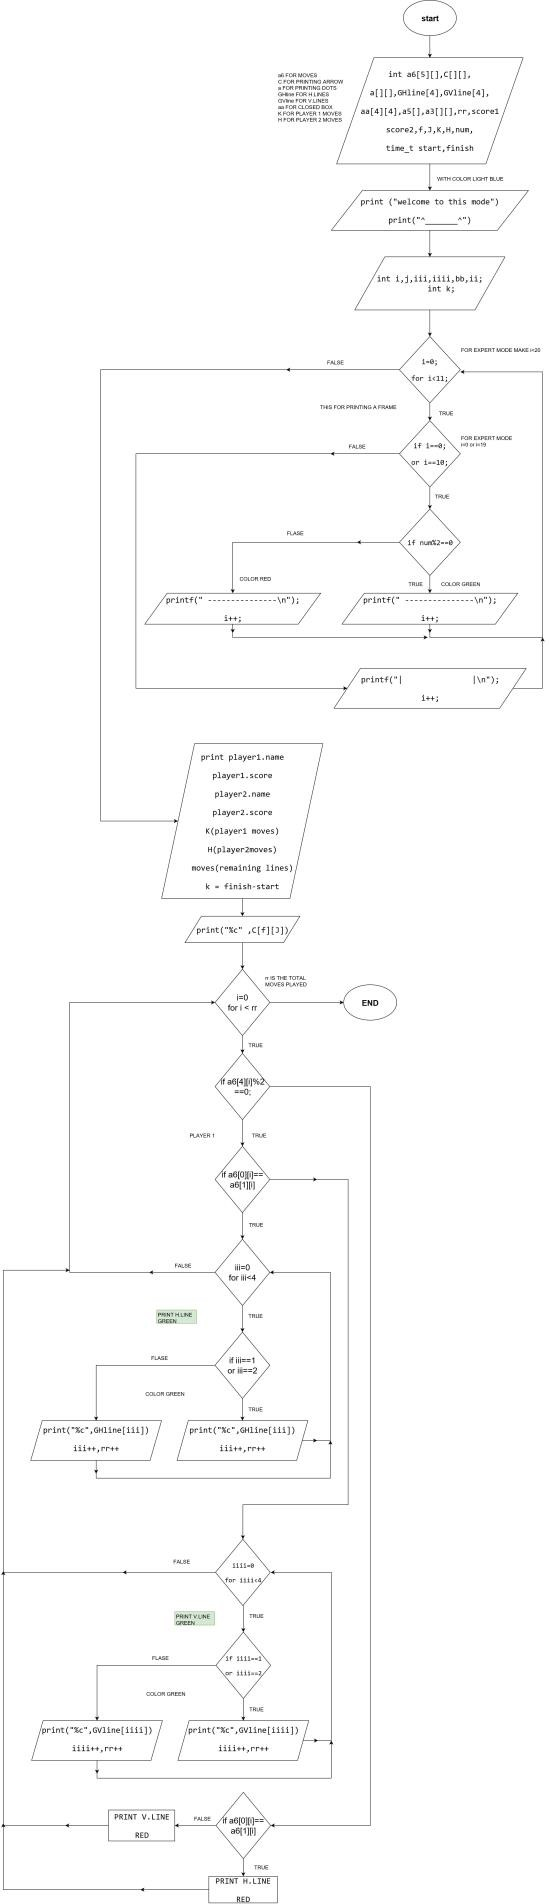 start
a6 FOR MOVES
C FOR PRINTING ARROW
a FOR PRINTING DOTS
GHline FOR H.LINES
GVline FOR V.LINES
aa FOR CLOSED BOX
K FOR PLAYER 1 MOVES
H FOR PLAYER 2 MOVES
int a6[5][],C[][],
a[][],GHline[4],GVline[4],
aa[4][4],a5[],a3[][],rr,score1
score2,f,J,K,H,num,
time_t start,finish
WITH COLOR LIGHT BLUE
print ("welcome to this mode")
print("^_______^")
int i,j,iii,iiii,bb,ii;
int k;
FOR EXPERT MODE MAKE i<20
i=0;
for i<11;
FALSE
THIS FOR PRINTING A FRAME
TRUE
FOR EXPERT MODE
i=0 or i=19
if i==0;
or i==10;
FALSE
TRUE
if num%2==0
FLASE
COLOR RED
TRUE
COLOR GREEN
printf(" --------------\n");
i++;
printf(" --------------\n");
i++;
printf("|               |\n");
i++;
print player1.name
player1.score
player2.name
player2.score
K(player1 moves)
H(player2moves)
moves(remaining lines)
k = finish-start
print("%c" ,C[f][J])
rr IS THE TOTAL
MOVES PLAYED
i=0
for i < rr
END
TRUE
if a6[4][i]%2
==0;
PLAYER 1
TRUE
if a6[0][i]==
a6[1][i]
TRUE
iii=0
for iii<4
FALSE
PRINT H.LINE
GREEN
TRUE
if iii==1
or iii==2
FLASE
COLOR GREEN
TRUE
print("%c",GHline[iii])
iii++,rr++
print("%c",GHline[iii])
iii++,rr++
iiii=0
for iiii<4
FALSE
PRINT V.LINE
GREEN
TRUE
if iiii==1
or iiii==2
FLASE
COLOR GREEN
TRUE
print("%c",GVline[iiii])
iiii++,rr++
print("%c",GVline[iiii])
iiii++,rr++
PRINT V.LINE
RED
FALSE
if a6[0][i]==
a6[1][i]
TRUE
PRINT H.LINE
RED